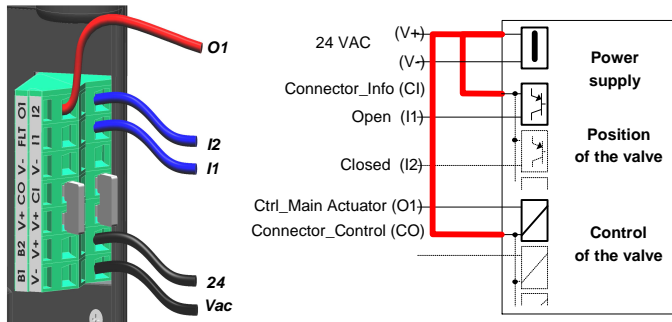 O1
I2
I1
24
Vac
O1 I2
FLT I1
V- V-
CO CI
V+ V+
B2 V+
B1 V-
24 VAC
(V+)
(V-)
Connector_Info (CI)
Open (I1)
Closed (I2)
Ctrl_Main Actuator (O1)
Connector_Control (CO)
Power
supply
Position
of the valve
Control
of the valve